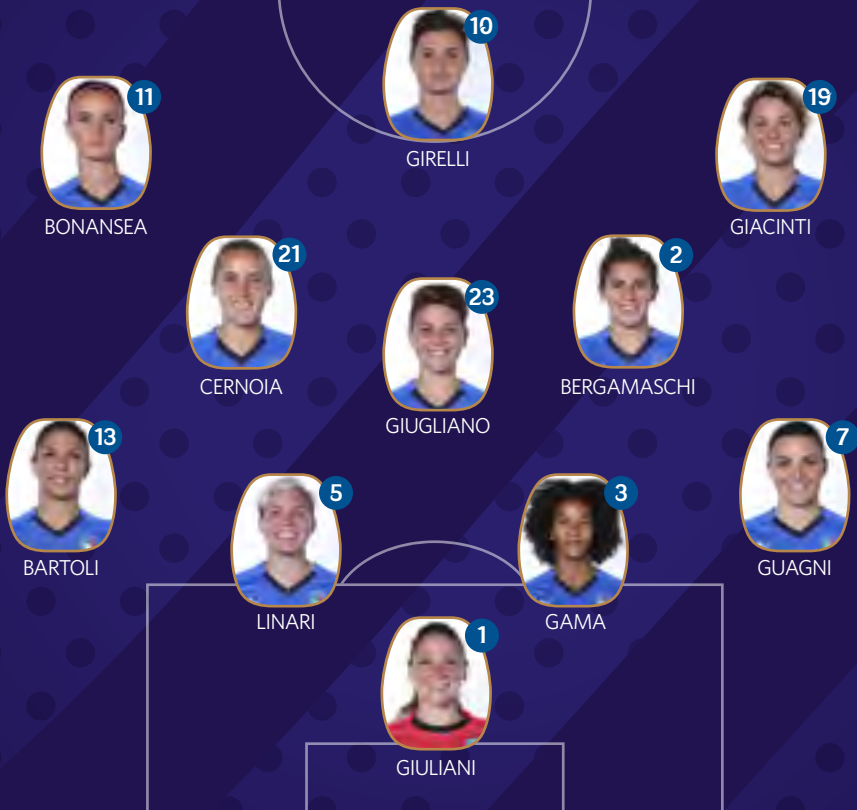 10
GIRELLI
11
BONANSEA
19
GIACINTI
21
CERNOIA
23
GIUGLIANO
2
BERGAMASCHI
13
BARTOLI
5
LINARI
3
GAMA
7
GUAGNI
1
GIULIANI